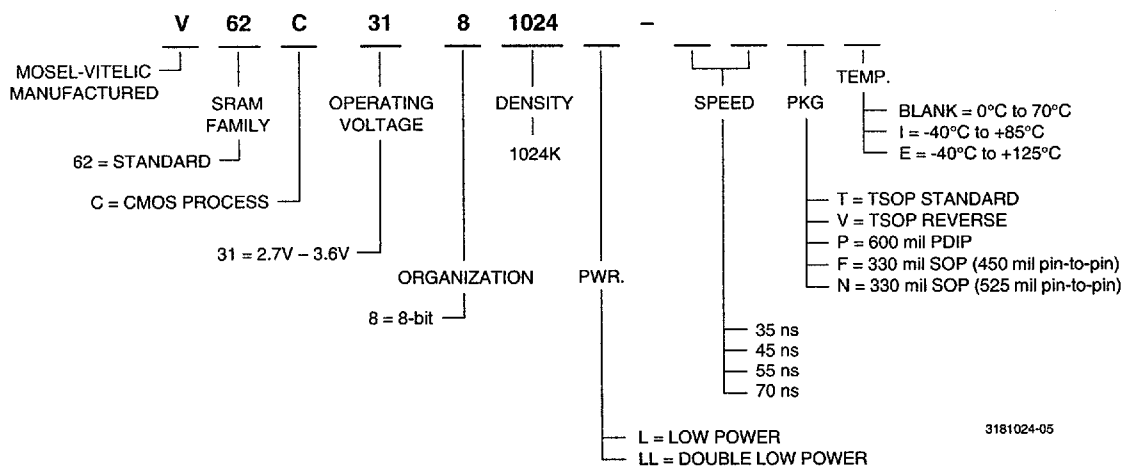 V 62 C 31 8 1024 –
MOSEL-VITELIC
MANUFACTURED
SRAM
FAMILY
62 = STANDARD
C = CMOS PROCESS
OPERATING
VOLTAGE
31 = 2.7V – 3.6V
ORGANIZATION
8 = 8-bit
DENSITY
1024K
PWR.
L = LOW POWER
LL = DOUBLE LOW POWER
SPEED
35 ns
45 ns
55 ns
70 ns
PKG
T = TSOP STANDARD
V = TSOP REVERSE
P = 600 mil PDIP
F = 330 mil SOP (450 mil pin-to-pin)
N = 330 mil SOP (525 mil pin-to-pin)
TEMP.
BLANK = 0°C to 70°C
I = -40°C to +85°C
E = -40°C to +125°C
3181024-05